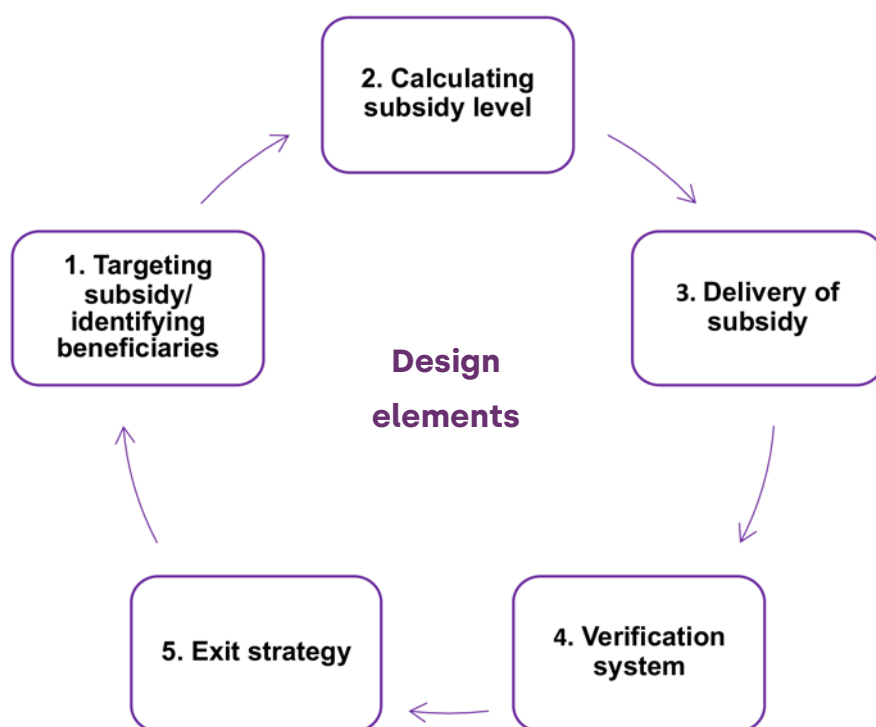 2. Calculating
subsidy level
1. Targeting
subsidy/
identifying
beneficiaries
3. Delivery of
subsidy
Design
elements
4. Verification
system
5. Exit strategy